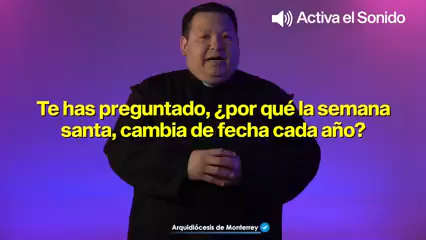 Activa el Sonido
Te has preguntado, ¿por qué la semana
santa, cambia de fecha cada año?
Arquidiócesis de Monterrey